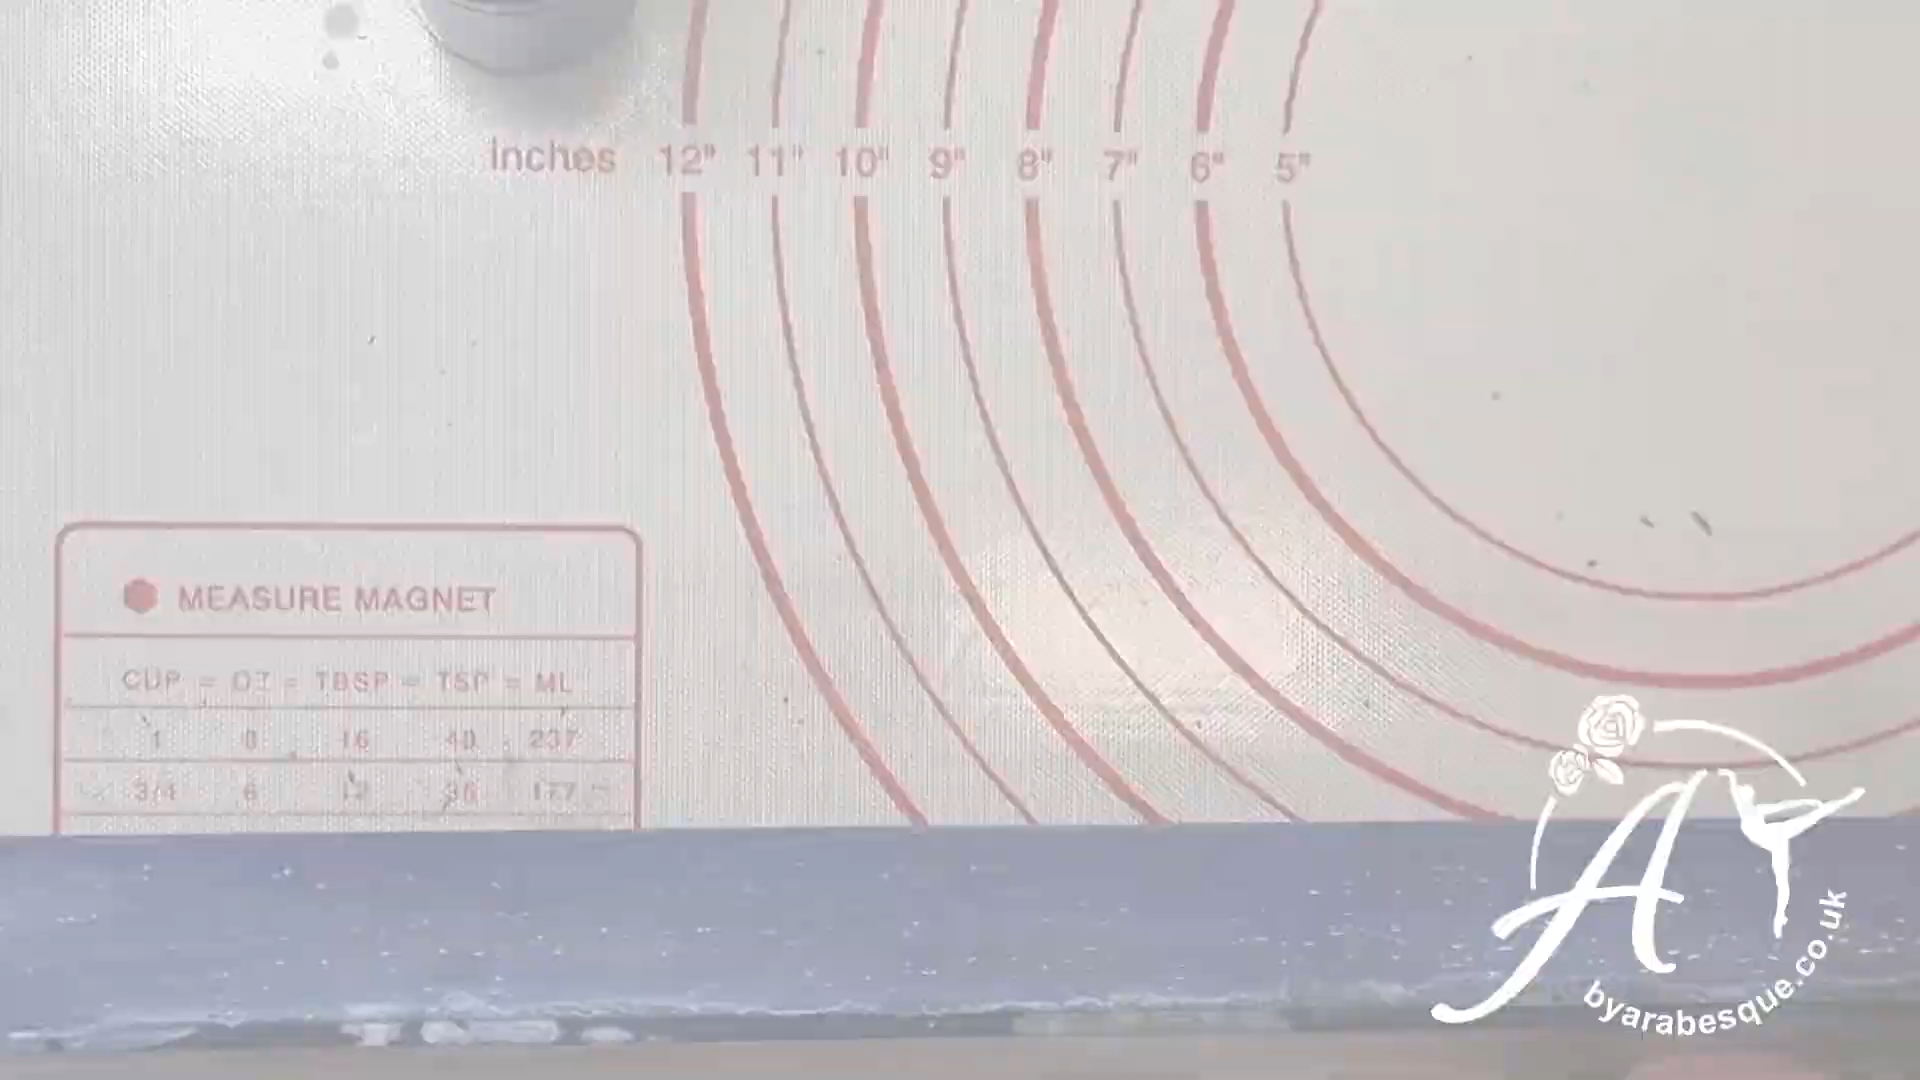 inches 12" 11" 10" 9" 8" 7" 6" 5"
MEASURE MAGNET
CUP = OZ = TBSP = TSP = ML
1 8 16 48 237
3/4 6 12 36 177
A
byarabesque.co.uk